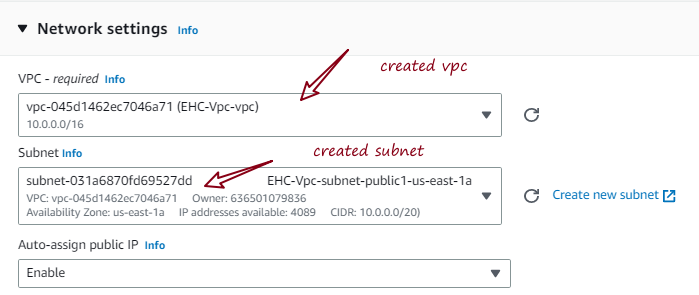 Network settings Info
created vpc
VPC - required Info
vpc-045d1462ec7046a71 (EHC-Vpc-vpc)
10.0.0.0/16
Subnet Info
created subnet
subnet-031a6870fd69527dd EHC-Vpc-subnet-public1-us-east-1a
VPC: vpc-045d1462ec7046a71 Owner: 636501079836
Availability Zone: us-east-1a IP addresses available: 4089 CIDR: 10.0.0.0/20)
Create new subnet
Auto-assign public IP Info
Enable